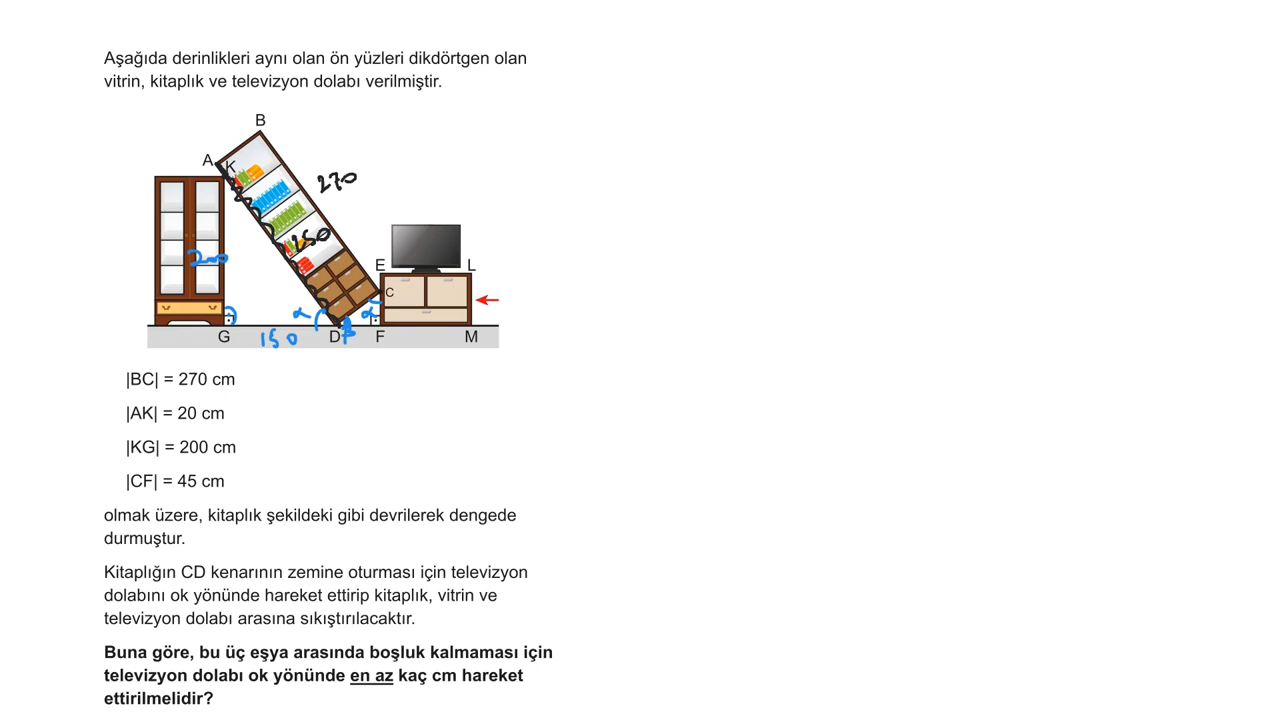 Aşağıda derinlikleri aynı olan ön yüzleri dikdörtgen olan
vitrin, kitaplık ve televizyon dolabı verilmiştir.
B
A
K
270
250
200
E
L
C
α
α
150
G
D
F
M
|BC| = 270 cm
|AK| = 20 cm
|KG| = 200 cm
|CF| = 45 cm
olmak üzere, kitaplık şekildeki gibi devrilerek dengede
durmuştur.
Kitaplığın CD kenarının zemine oturması için televizyon
dolabını ok yönünde hareket ettirip kitaplık, vitrin ve
televizyon dolabı arasına sıkıştırılacaktır.
Buna göre, bu üç eşya arasında boşluk kalmaması için
televizyon dolabı ok yönünde en az kaç cm hareket
ettirilmelidir?